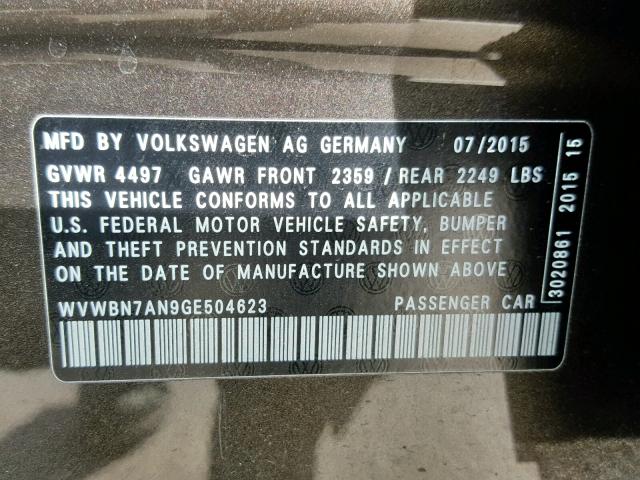 MFD BY VOLKSWAGEN AG GERMANY 07/2015
GVWR 4497 GAWR FRONT 2359 / REAR 2249 LBS
THIS VEHICLE CONFORMS TO ALL APPLICABLE
U.S. FEDERAL MOTOR VEHICLE SAFETY, BUMPER
AND THEFT PREVENTION STANDARDS IN EFFECT
ON THE DATE OF MANUFACTURE SHOWN ABOVE
WVWBN7AN9GE504623 PASSENGER CAR
3020861 2015 15